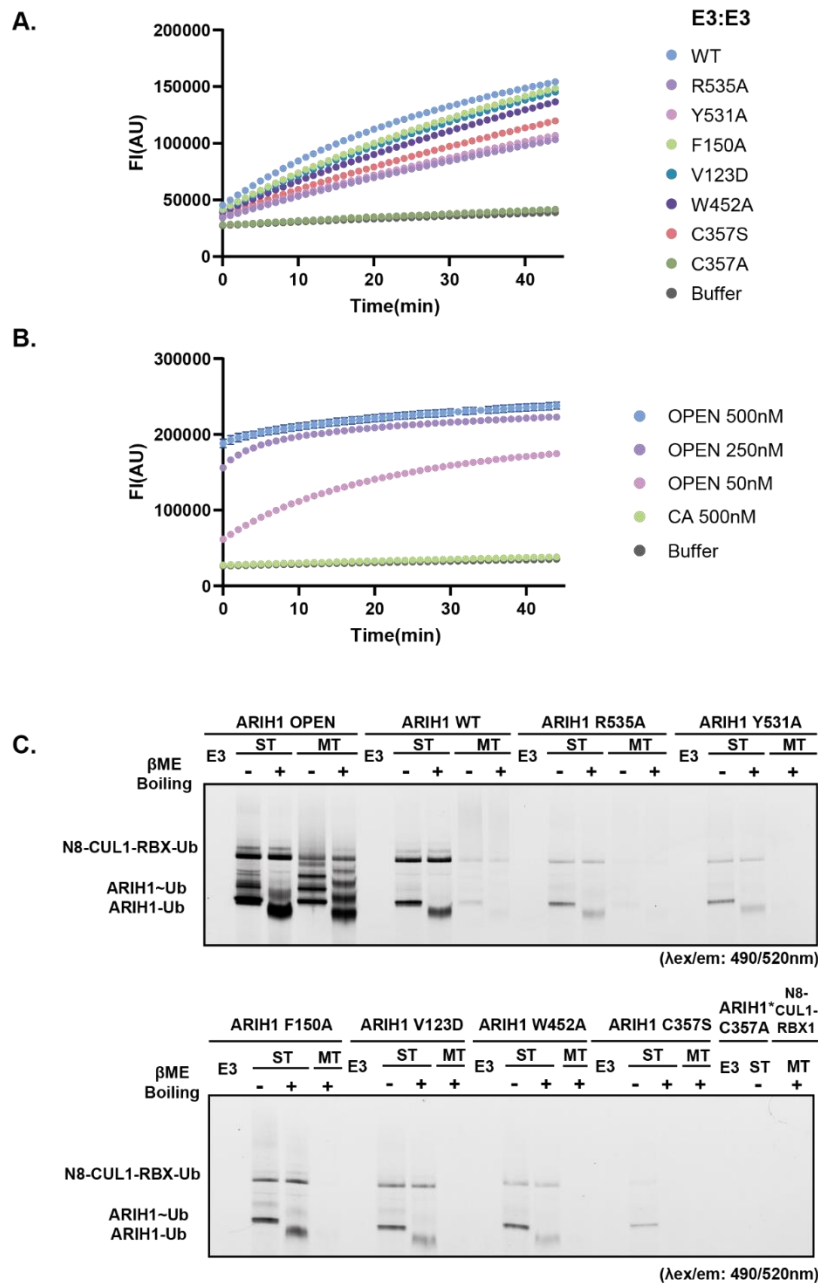 A.
E3:E3
200000
150000
100000
50000
0
FI(AU)
0 10 20 30 40
Time(min)
WT
R535A
Y531A
F150A
V123D
W452A
C357S
C357A
Buffer
B.
300000
200000
100000
0
FI(AU)
0 10 20 30 40
Time(min)
OPEN 500nM
OPEN 250nM
OPEN 50nM
CA 500nM
Buffer
C.
ARIH1 OPEN ARIH1 WT ARIH1 R535A ARIH1 Y531A
E3 ST MT E3 ST MT E3 ST MT E3 ST MT
βME
Boiling
- + - + - + - + - + - + - + +
N8-CUL1-RBX-Ub
ARIH1~Ub
ARIH1-Ub
(λex/em: 490/520nm)
ARIH1 F150A ARIH1 V123D ARIH1 W452A ARIH1 C357S ARIH1* C357A N8-CUL1-RBX1
E3 ST MT E3 ST MT E3 ST MT E3 ST MT E3 ST MT
βME
Boiling
- + + - + + - + + - + + - +
N8-CUL1-RBX-Ub
ARIH1~Ub
ARIH1-Ub
(λex/em: 490/520nm)